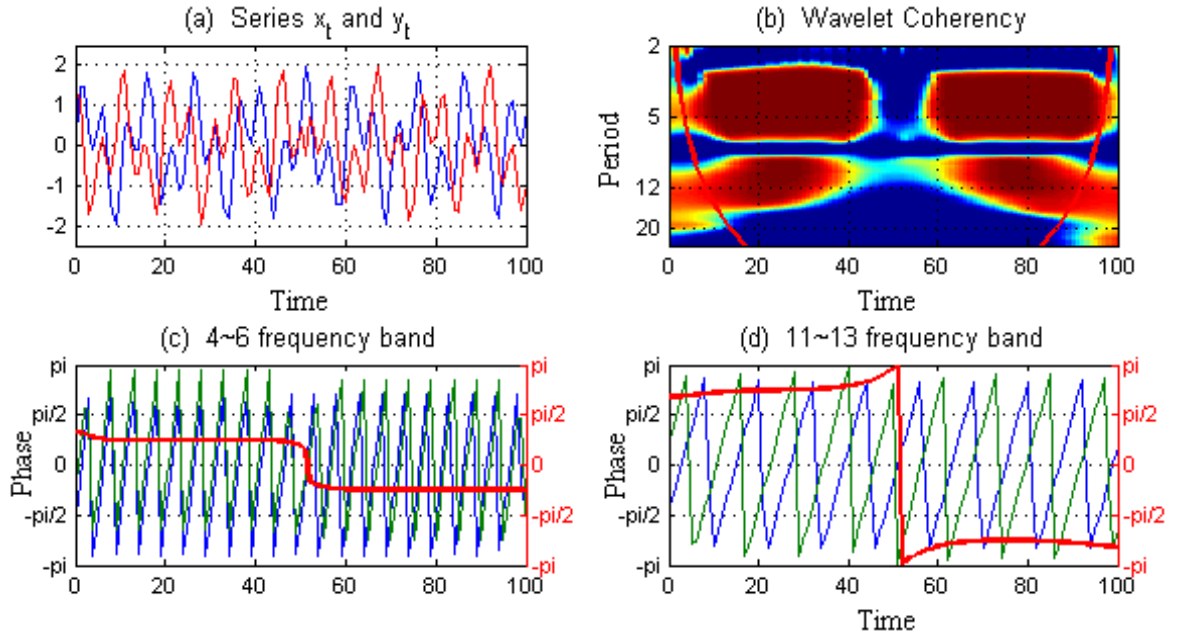 (a) Series x_t and y_t
2
1
0
-1
-2
0 20 40 60 80 100
Time
(b) Wavelet Coherency
Period
2
5
12
20
0 20 40 60 80 100
Time
(c) 4~6 frequency band
Phase
pi
pi/2
0
-pi/2
-pi
pi
pi/2
0
-pi/2
-pi
0 20 40 60 80 100
(d) 11~13 frequency band
Phase
pi
pi/2
0
-pi/2
-pi
pi
pi/2
0
-pi/2
-pi
0 20 40 60 80 100
Time